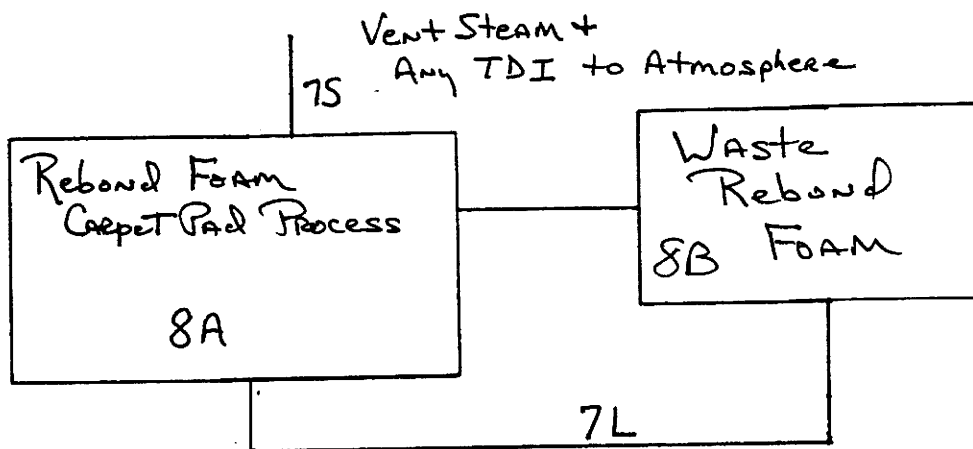 Vent Steam +
Any TDI to Atmosphere
7S
Rebond Foam
Carpet Pad Process
8A
Waste
Rebond
Foam
8B
7L